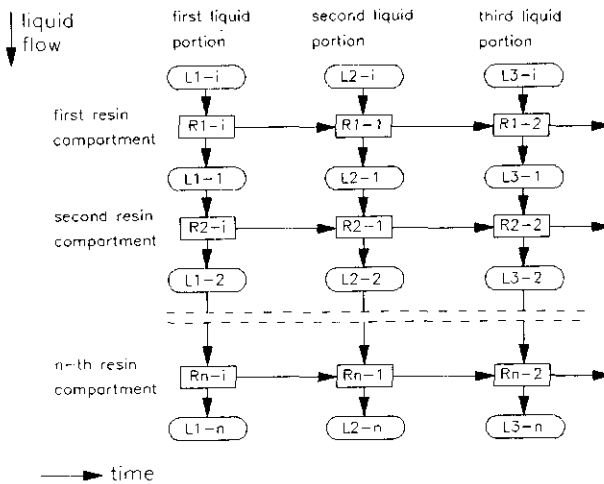 liquid
flow
first liquid
portion
second liquid
portion
third liquid
portion
L1-i
L2-i
L3-i
first resin
compartment
R1-i
R1-1
R1-2
L1-1
L2-1
L3-1
second resin
compartment
R2-i
R2-1
R2-2
L1-2
L2-2
L3-2
n-th resin
compartment
Rn-i
Rn-1
Rn-2
L1-n
L2-n
L3-n
time